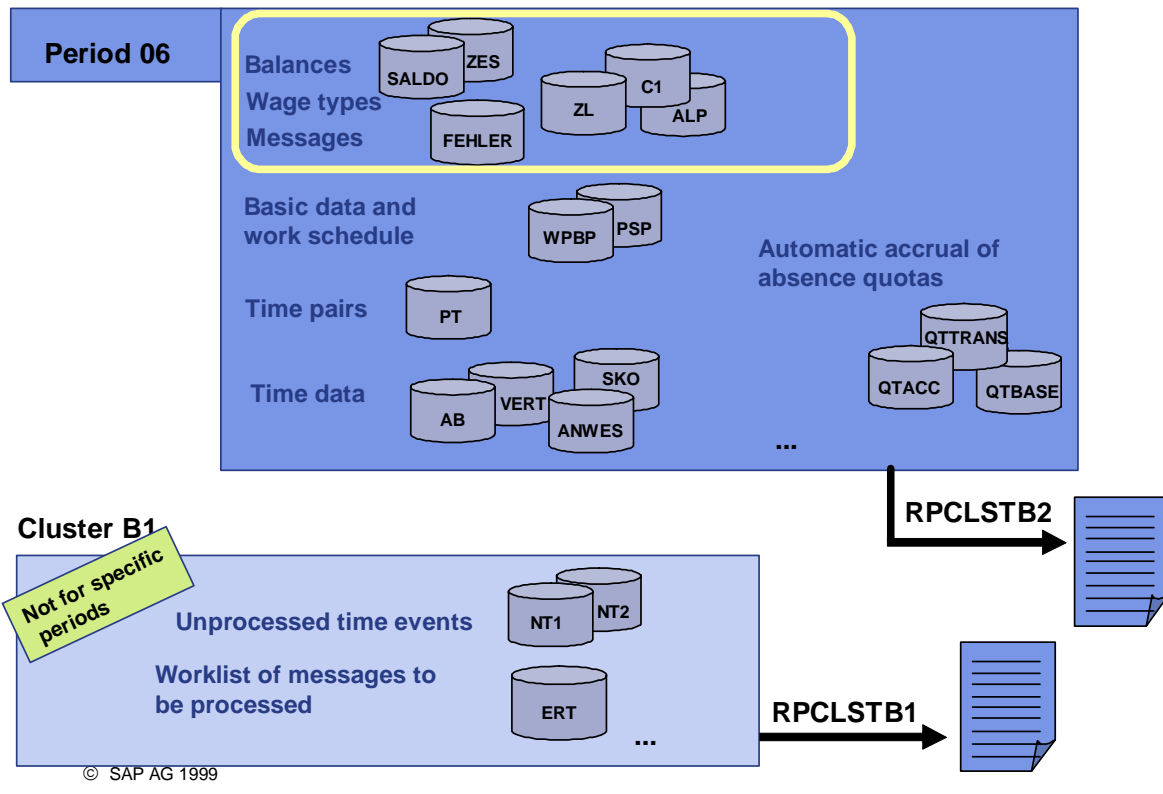 Period 06
Balances
Wage types
Messages
SALDO
ZES
FEHLER
ZL
C1
ALP
Basic data and
work schedule
WPBP
PSP
Automatic accrual of
absence quotas
Time pairs
PT
QTTRANS
QTACC
QTBASE
Time data
AB
VERT
SKO
ANWES
...
RPCLSTB2
Cluster B1
Not for specific
periods
Unprocessed time events
NT1
NT2
Worklist of messages to
be processed
ERT
...
RPCLSTB1
© SAP AG 1999